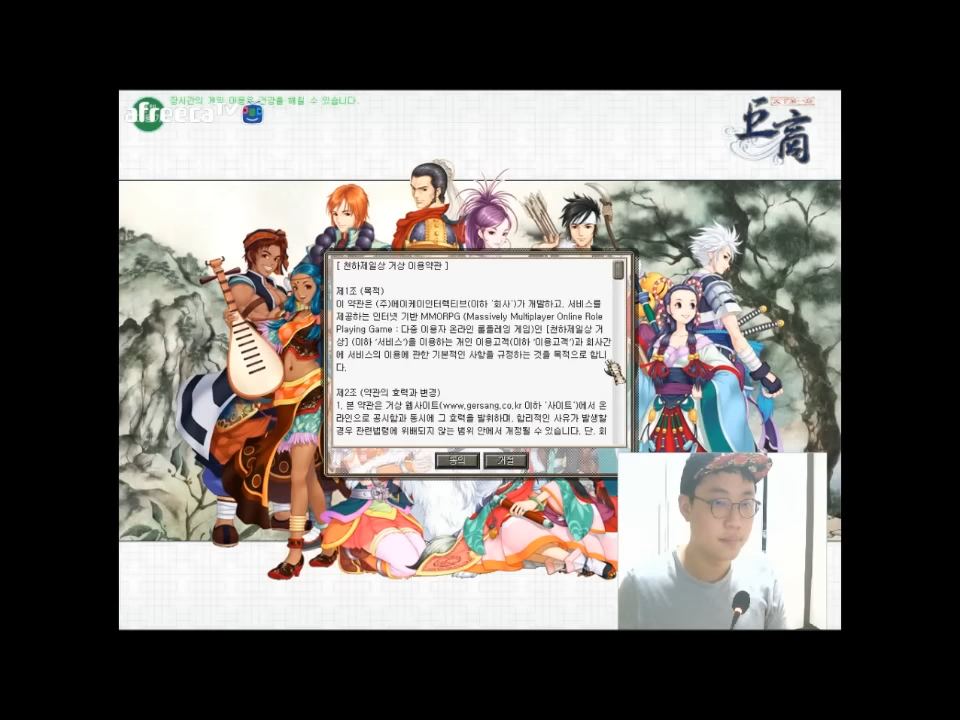 장시간의 게임 이용은 건강을 해칠 수 있습니다.
afreecaTV
巨商
[ 천하제일상 거상 이용약관 ]
제1조 (목적)
이 약관은 (주)에이케이인터랙티브(이하 '회사')가 개발하고, 서비스를
제공하는 인터넷 기반 MMORPG (Massively Multiplayer Online Role
Playing Game : 다중 이용자 온라인 롤플레잉 게임)인 [천하제일상 거
상] (이하 '서비스')을 이용하는 개인 이용고객(이하 '이용고객')과 회사간
에 서비스의 이용에 관한 기본적인 사항을 규정하는 것을 목적으로 합니
다.
제2조 (약관의 효력과 변경)
1. 본 약관은 거상 웹사이트(www.gersang.co.kr 이하 '사이트')에서 온
라인으로 공시함과 동시에 그 효력을 발휘하며, 합리적인 사유가 발생할
경우 관련법령에 위배되지 않는 범위 안에서 개정될 수 있습니다. 단, 회
동의 거절